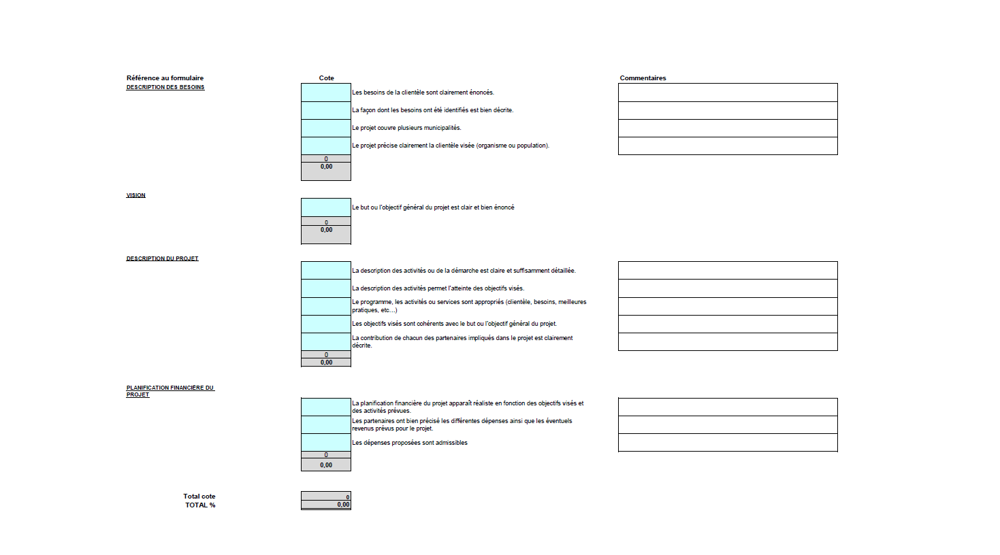 Référence au formulaire
Cote
Commentaires
DESCRIPTION DES BESOINS
Les besoins de la clientèle sont clairement énoncés.
La façon dont les besoins ont été identifiés est bien décrite.
Le projet couvre plusieurs municipalités.
Le projet précise clairement la clientèle visée (organisme ou population).
0
0,00
VISION
Le but ou l'objectif général du projet est clair et bien énoncé
0
0,00
DESCRIPTION DU PROJET
La description des activités ou de la démarche est claire et suffisamment détaillée.
La description des activités permet l'atteinte des objectifs visés.
Le programme, les activités ou services sont appropriés (clientèle, besoins, meilleures
pratiques, etc…)
Les objectifs visés sont cohérents avec le but ou l'objectif général du projet.
La contribution de chacun des partenaires impliqués dans le projet est clairement
décrite.
0
0,00
PLANIFICATION FINANCIÈRE DU
PROJET
La planification financière du projet apparaît réaliste en fonction des objectifs visés et
des activités prévues.
Les partenaires ont bien précisé les différentes dépenses ainsi que les éventuels
revenus prévus pour le projet.
Les dépenses proposées sont admissibles
0
0,00
Total cote
0
TOTAL %
0,00